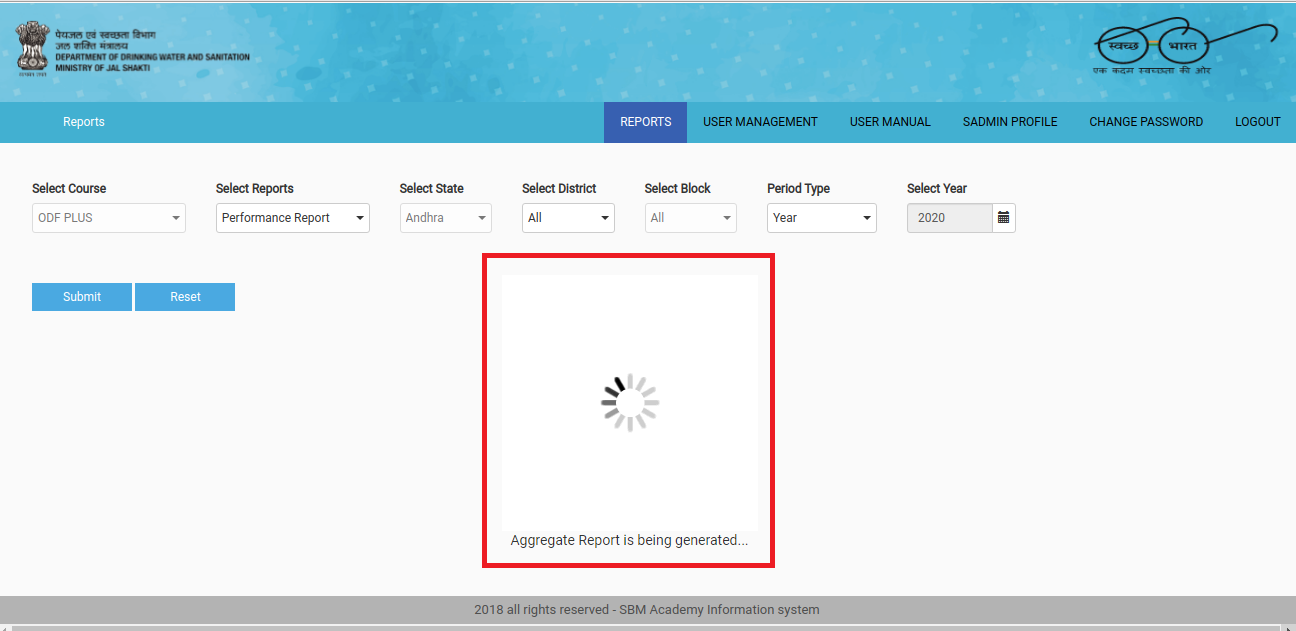 पेयजल एवं स्वच्छता विभाग
जल शक्ति मंत्रालय
DEPARTMENT OF DRINKING WATER AND SANITATION
MINISTRY OF JAL SHAKTI
स्वच्छ भारत
एक कदम स्वच्छता की ओर
Reports
REPORTS USER MANAGEMENT USER MANUAL SADMIN PROFILE CHANGE PASSWORD LOGOUT
Select Course Select Reports Select State Select District Select Block Period Type Select Year
ODF PLUS Performance Report Andhra All All Year 2020
Submit Reset
Aggregate Report is being generated...
2018 all rights reserved - SBM Academy Information system